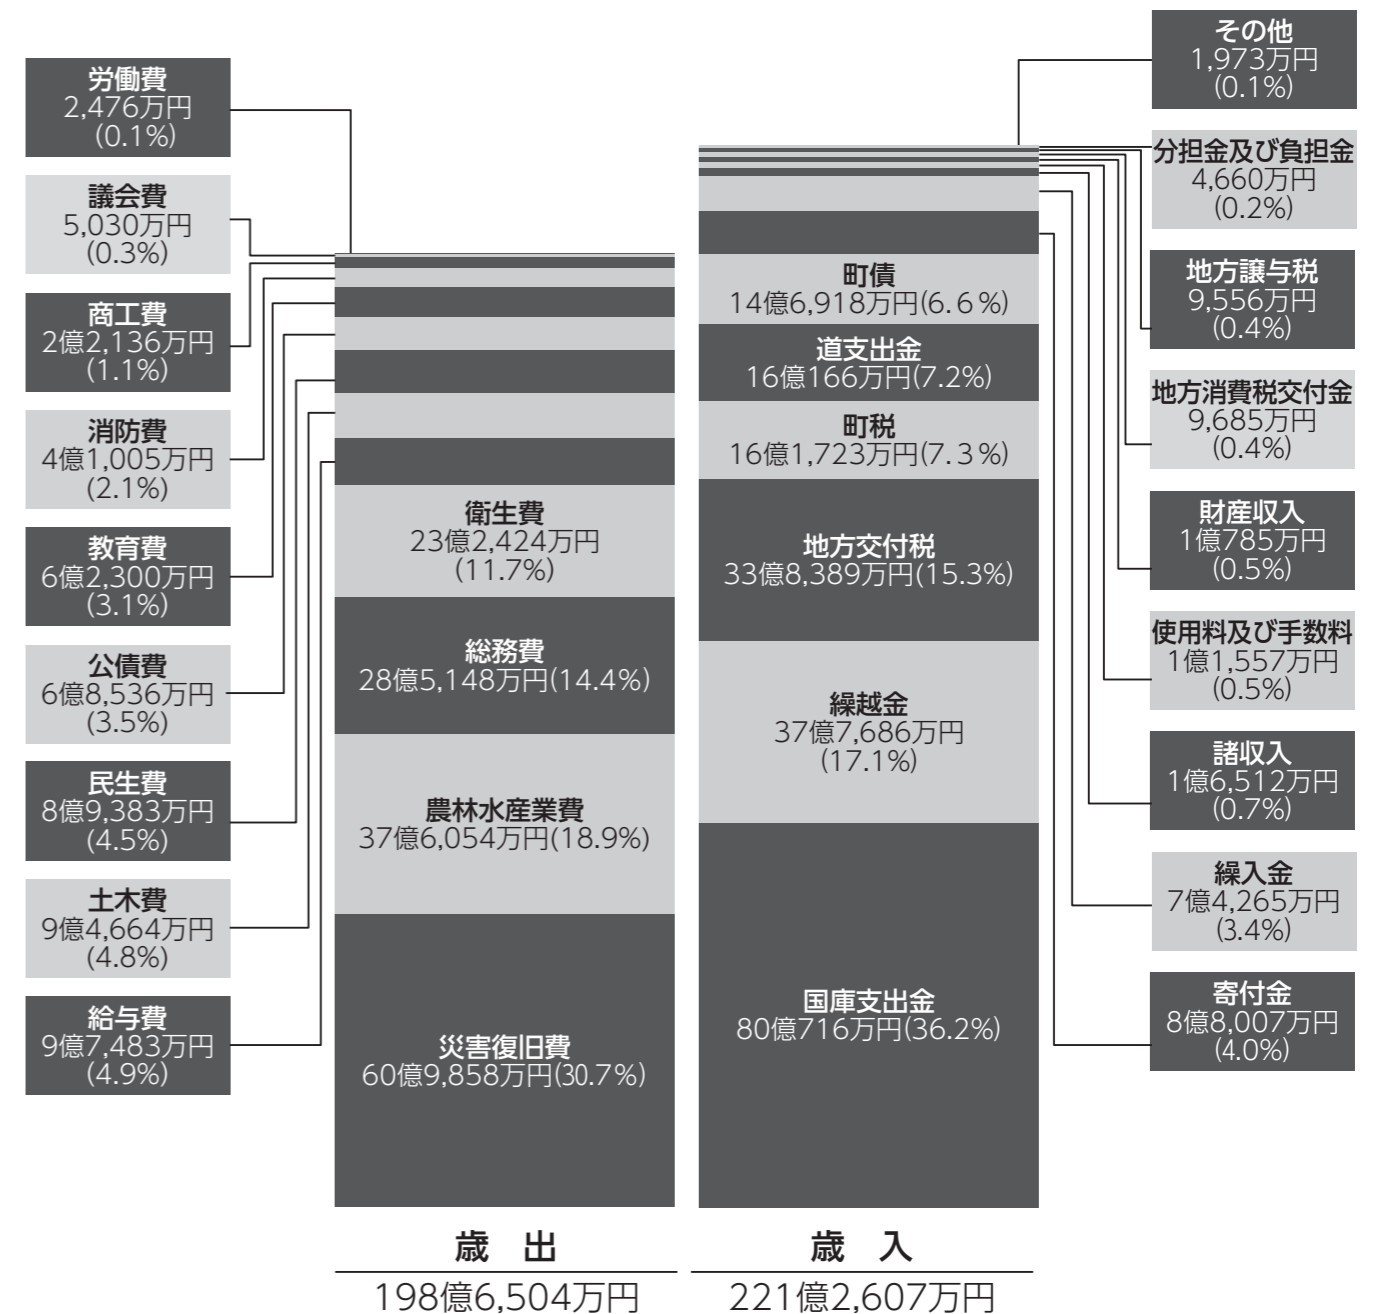 労働費
2,476万円
(0.1%)
議会費
5,030万円
(0.3%)
商工費
2億2,136万円
(1.1%)
消防費
4億1,005万円
(2.1%)
教育費
6億2,300万円
(3.1%)
公債費
6億8,536万円
(3.5%)
民生費
8億9,383万円
(4.5%)
土木費
9億4,664万円
(4.8%)
給与費
9億7,483万円
(4.9%)
衛生費
23億2,424万円
(11.7%)
総務費
28億5,148万円(14.4%)
農林水産業費
37億6,054万円(18.9%)
災害復旧費
60億9,858万円(30.7%)
歳 出
198億6,504万円
町債
14億6,918万円(6.6%)
道支出金
16億166万円(7.2%)
町税
16億1,723万円(7.3%)
地方交付税
33億8,389万円(15.3%)
繰越金
37億7,686万円
(17.1%)
国庫支出金
80億716万円(36.2%)
歳 入
221億2,607万円
その他
1,973万円
(0.1%)
分担金及び負担金
4,660万円
(0.2%)
地方譲与税
9,556万円
(0.4%)
地方消費税交付金
9,685万円
(0.4%)
財産収入
1億785万円
(0.5%)
使用料及び手数料
1億1,557万円
(0.5%)
諸収入
1億6,512万円
(0.7%)
繰入金
7億4,265万円
(3.4%)
寄付金
8億8,007万円
(4.0%)